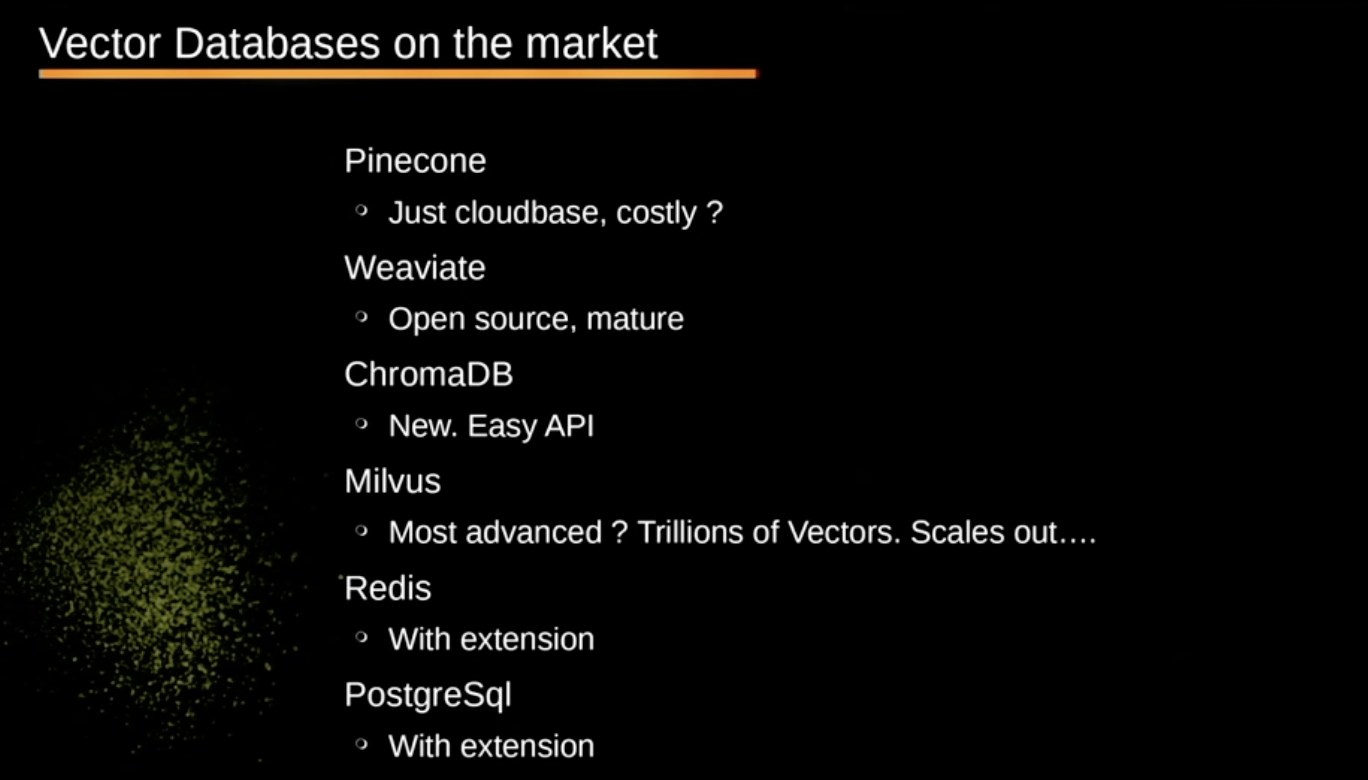 Vector Databases on the market
Pinecone
Just cloudbase, costly ?
Weaviate
Open source, mature
ChromaDB
New. Easy API
Milvus
Most advanced ? Trillions of Vectors. Scales out….
Redis
With extension
PostgreSql
With extension